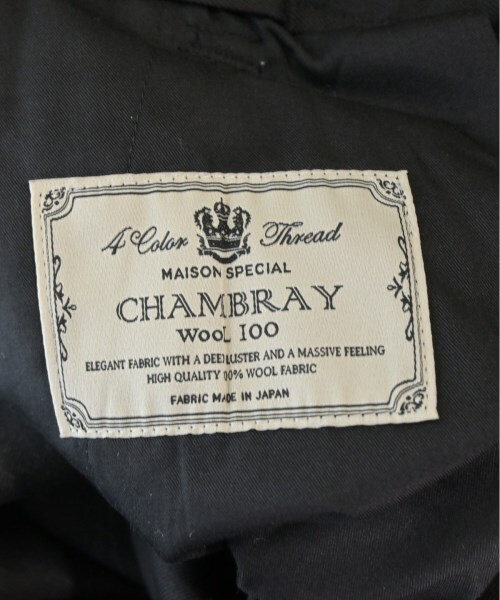 4 Color Thread
MAISON SPECIAL
CHAMBRAY
WOOL 100
ELEGANT FABRIC WITH A DEEP LUSTER AND A MASSIVE FEELING
HIGH QUALITY 100% WOOL FABRIC
FABRIC MADE IN JAPAN